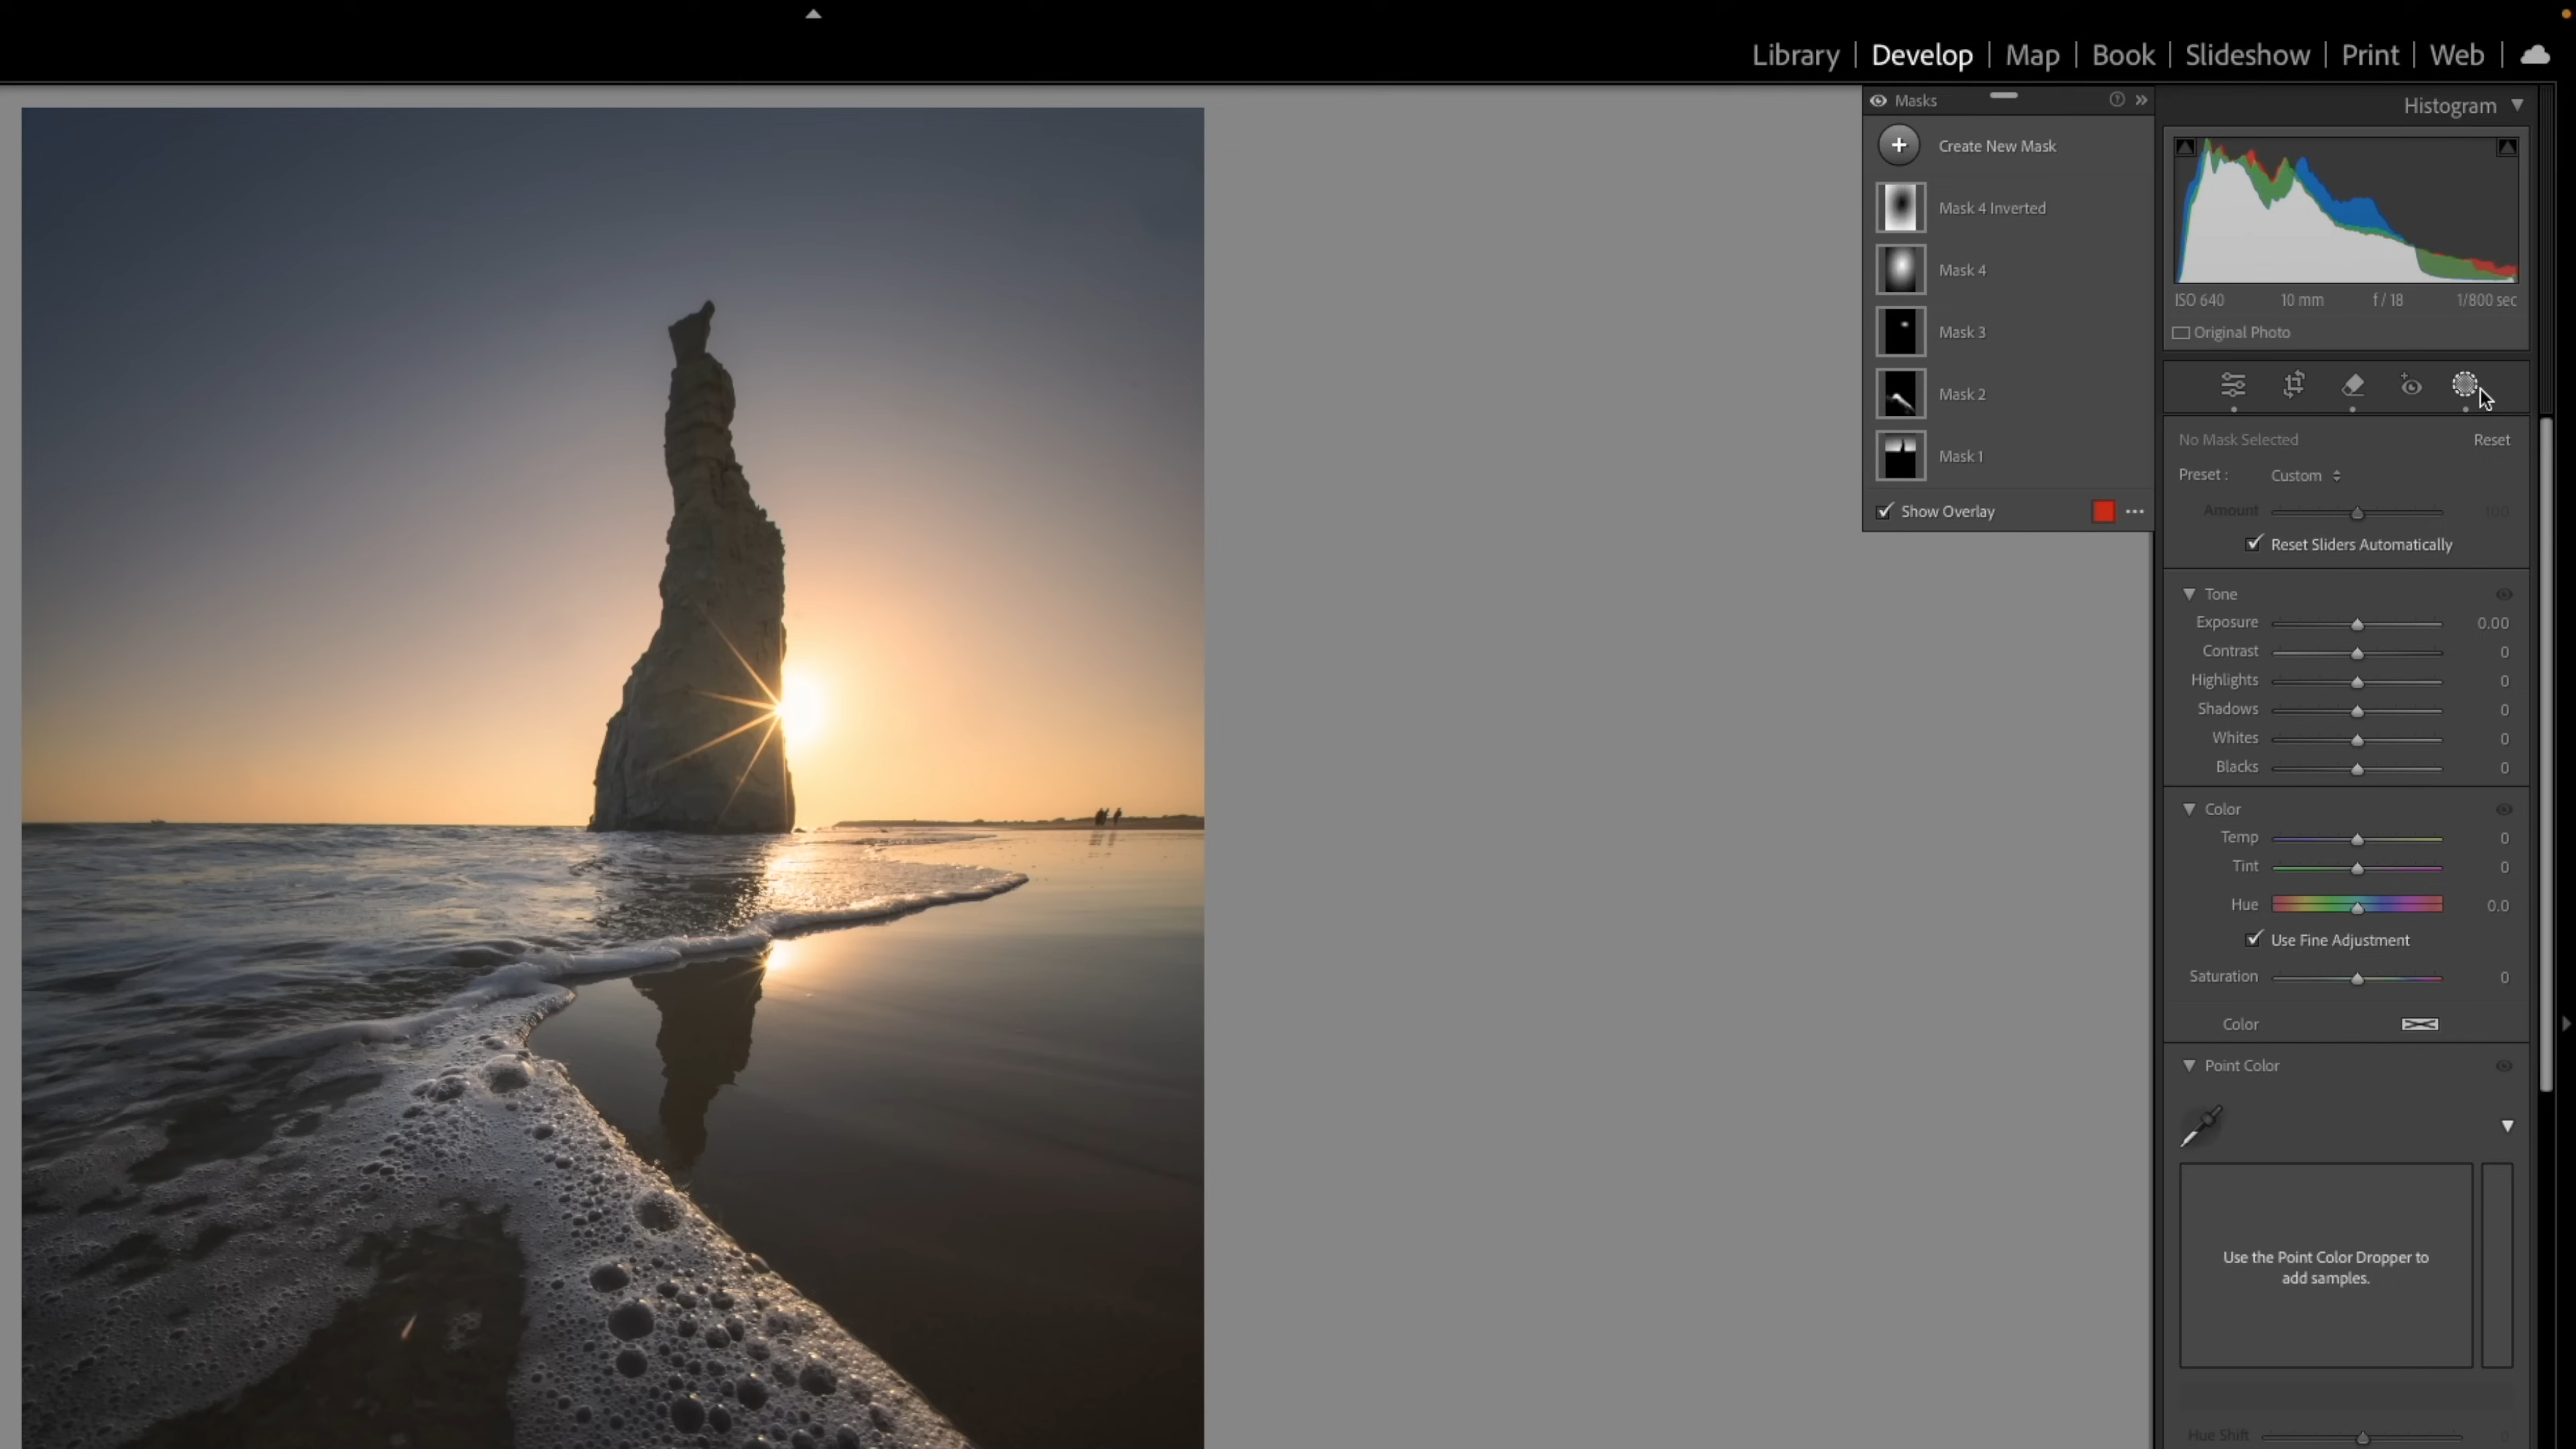 Library | Develop | Map | Book | Slideshow | Print | Web
Masks
Create New Mask
Mask 4 Inverted
Mask 4
Mask 3
Mask 2
Mask 1
Show Overlay
Histogram
ISO 640 10 mm f / 18 1/800 sec
Original Photo
No Mask Selected Reset
Preset : Custom
Amount 100
Reset Sliders Automatically
Tone
Exposure 0.00
Contrast 0
Highlights 0
Shadows 0
Whites 0
Blacks 0
Color
Temp 0
Tint 0
Hue 0.0
Use Fine Adjustment
Saturation 0
Color
Point Color
Use the Point Color Dropper to
add samples.
Hue Shift 0